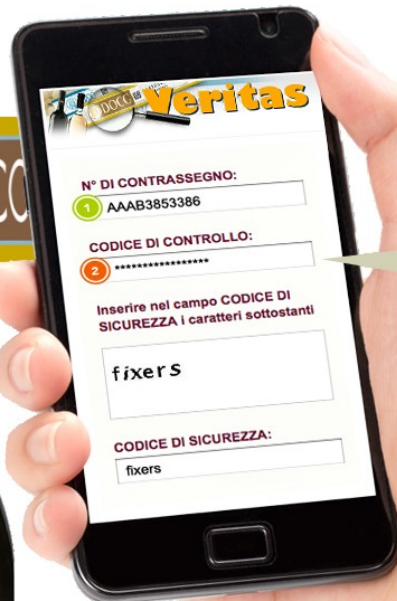 DOCG
Veritas
N° DI CONTRASSEGNO:
1 AAAB3853386
CODICE DI CONTROLLO:
2 *****************
Inserire nel campo CODICE DI
SICUREZZA i caratteri sottostanti
fixers
CODICE DI SICUREZZA:
fixers